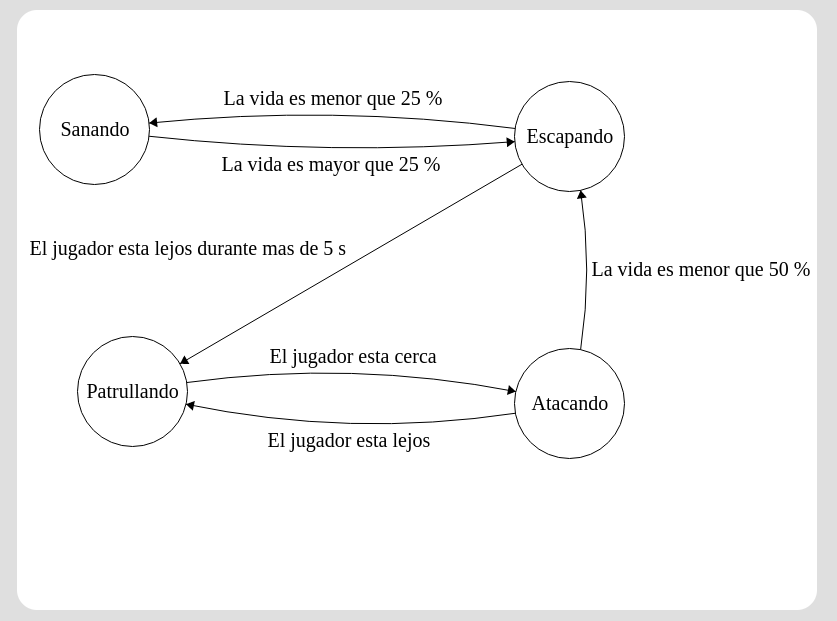 La vida es menor que 25 %
Sanando
Escapando
La vida es mayor que 25 %
El jugador esta lejos durante mas de 5 s
La vida es menor que 50 %
El jugador esta cerca
Patrullando
Atacando
El jugador esta lejos